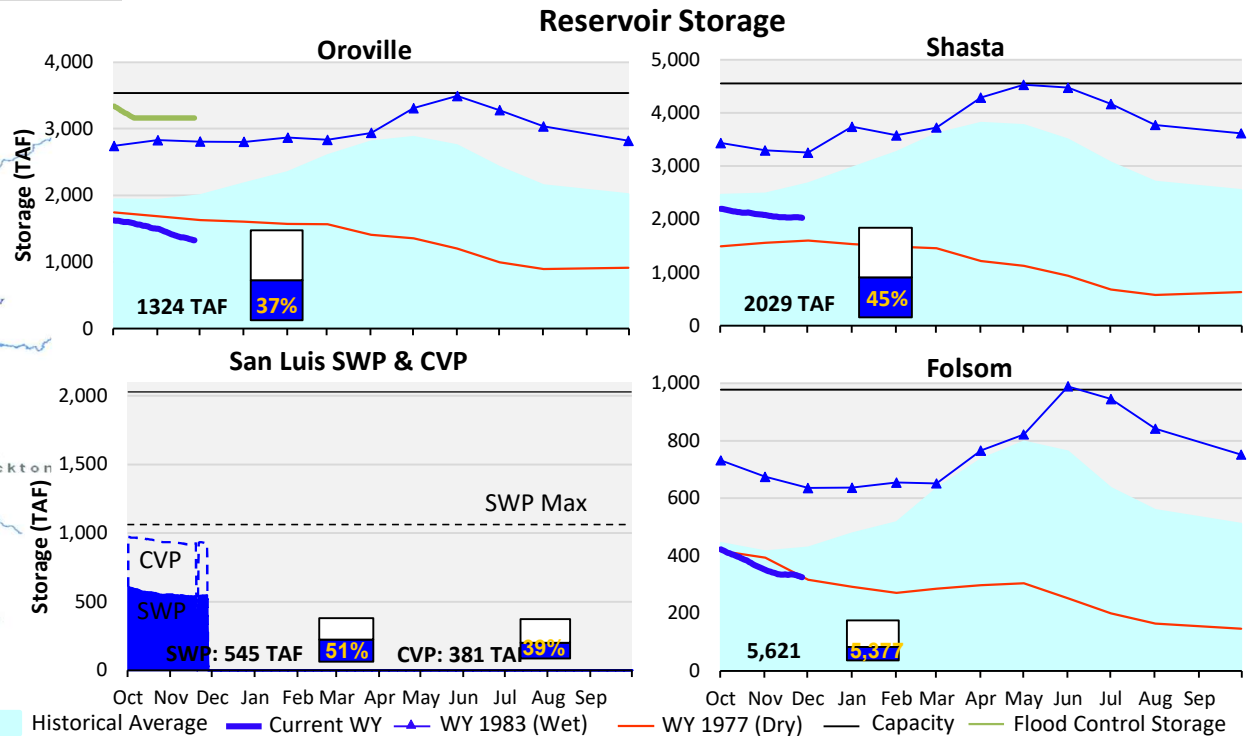 Reservoir Storage
Oroville
Storage (TAF)
4,000
3,000
2,000
1,000
0
1324 TAF
37%
Shasta
5,000
4,000
3,000
2,000
1,000
0
2029 TAF
45%
San Luis SWP & CVP
Storage (TAF)
2,000
1,500
1,000
500
0
SWP Max
CVP
SWP
SWP: 545 TAF
51%
CVP: 381 TAF
39%
Oct Nov Dec Jan Feb Mar Apr May Jun Jul Aug Sep
Folsom
1,000
800
600
400
200
0
5,621
5,377
Oct Nov Dec Jan Feb Mar Apr May Jun Jul Aug Sep
ckton
Historical Average Current WY WY 1983 (Wet) WY 1977 (Dry) Capacity Flood Control Storage